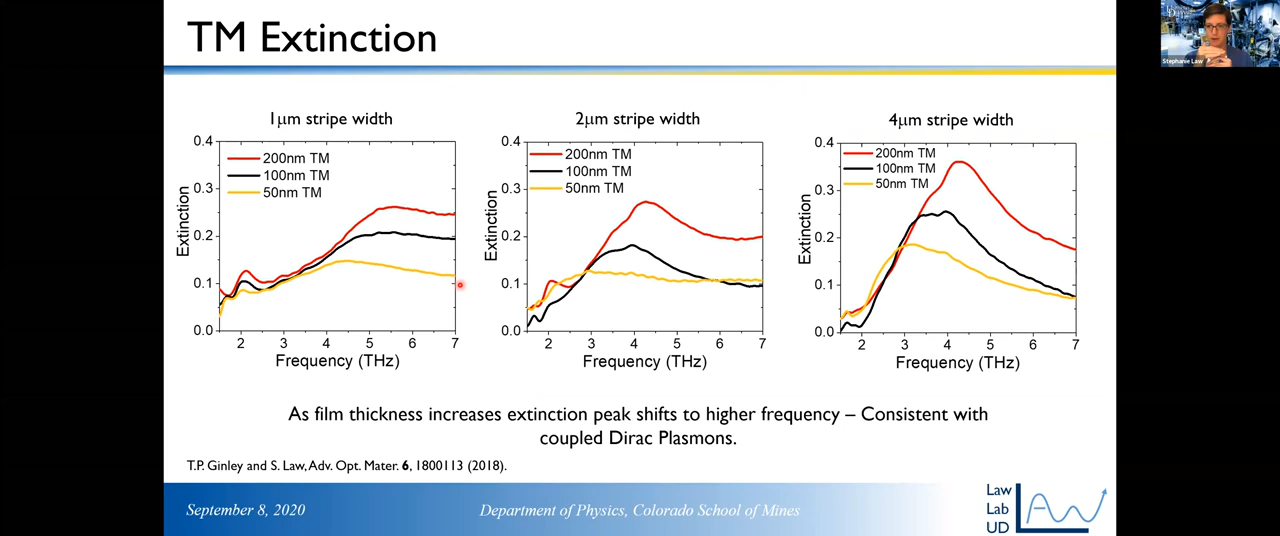 TM Extinction
Stephanie Law
1μm stripe width
0.4
0.3
0.2
0.1
0.0
Extinction
200nm TM
100nm TM
50nm TM
2 3 4 5 6 7
Frequency (THz)
2μm stripe width
0.4
0.3
0.2
0.1
0.0
Extinction
200nm TM
100nm TM
50nm TM
2 3 4 5 6 7
Frequency (THz)
4μm stripe width
0.4
0.3
0.2
0.1
0.0
Extinction
200nm TM
100nm TM
50nm TM
2 3 4 5 6 7
Frequency (THz)
As film thickness increases extinction peak shifts to higher frequency – Consistent with
coupled Dirac Plasmons.
T.P. Ginley and S. Law, Adv. Opt. Mater. 6, 1800113 (2018).
September 8, 2020
Department of Physics, Colorado School of Mines
Law
Lab
UD